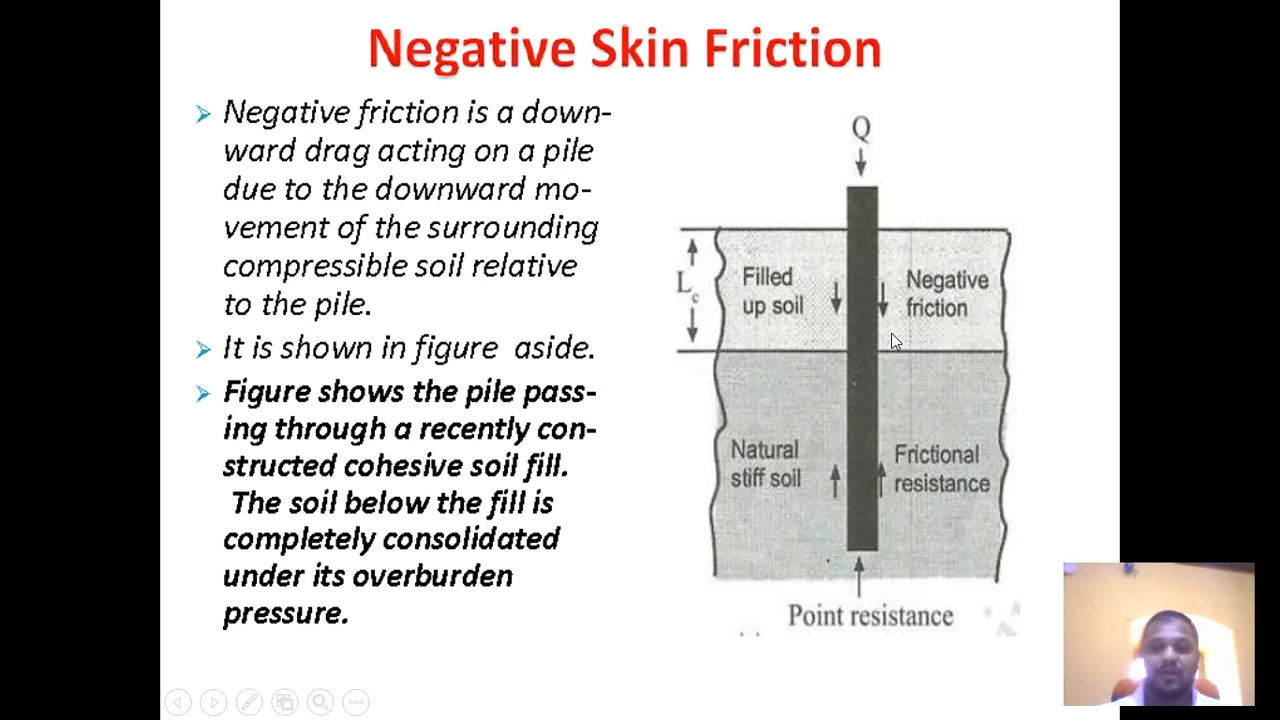 Negative Skin Friction
Negative friction is a down-
ward drag acting on a pile
due to the downward mo-
vement of the surrounding
compressible soil relative
to the pile.
It is shown in figure  aside.
Figure shows the pile pass-
ing through a recently con-
structed cohesive soil fill.
The soil below the fill is
completely consolidated
under its overburden
pressure.
Q
Lc
Filled
up soil
Negative
friction
Natural
stiff soil
Frictional
resistance
Point resistance